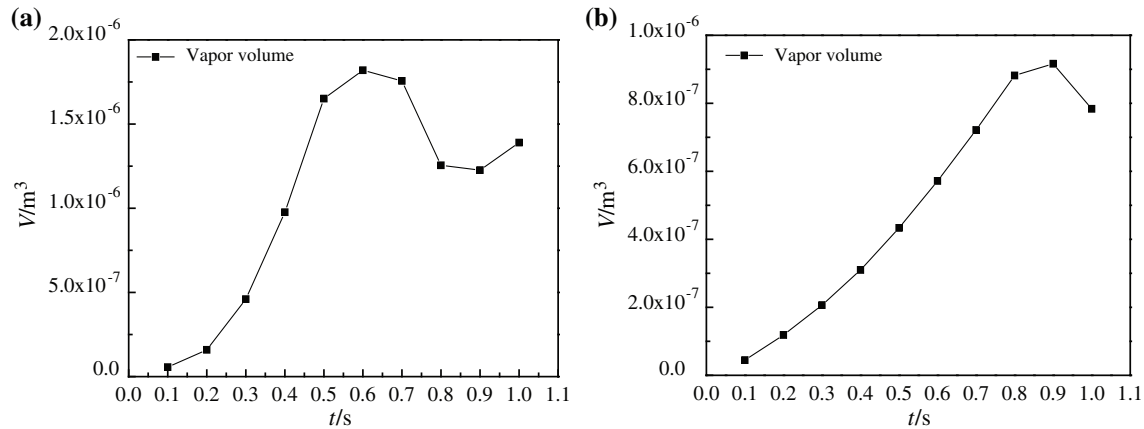 (a)
2.0x10⁻⁶
1.5x10⁻⁶
1.0x10⁻⁶
5.0x10⁻⁷
0.0
V/m³
Vapor volume
0.0 0.1 0.2 0.3 0.4 0.5 0.6 0.7 0.8 0.9 1.0 1.1
t/s
(b)
1.0x10⁻⁶
8.0x10⁻⁷
6.0x10⁻⁷
4.0x10⁻⁷
2.0x10⁻⁷
0.0
V/m³
Vapor volume
0.0 0.1 0.2 0.3 0.4 0.5 0.6 0.7 0.8 0.9 1.0 1.1
t/s